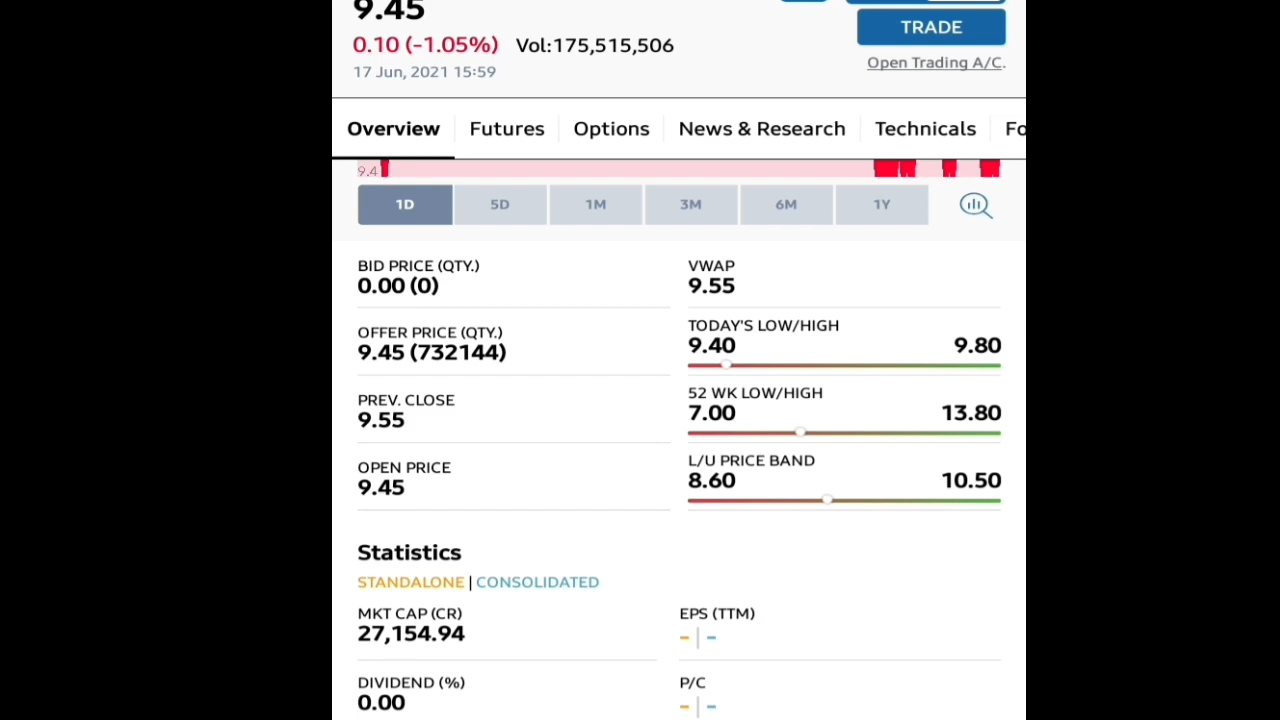 9.45
0.10 (-1.05%) Vol:175,515,506
17 Jun, 2021 15:59
TRADE
Open Trading A/C.
Overview Futures Options News & Research Technicals Fo
9.4
1D 5D 1M 3M 6M 1Y
BID PRICE (QTY.)
0.00 (0)
VWAP
9.55
OFFER PRICE (QTY.)
9.45 (732144)
TODAY'S LOW/HIGH
9.40 9.80
PREV. CLOSE
9.55
52 WK LOW/HIGH
7.00 13.80
OPEN PRICE
9.45
L/U PRICE BAND
8.60 10.50
Statistics
STANDALONE | CONSOLIDATED
MKT CAP (CR)
27,154.94
EPS (TTM)
- | -
DIVIDEND (%)
0.00
P/C
- | -